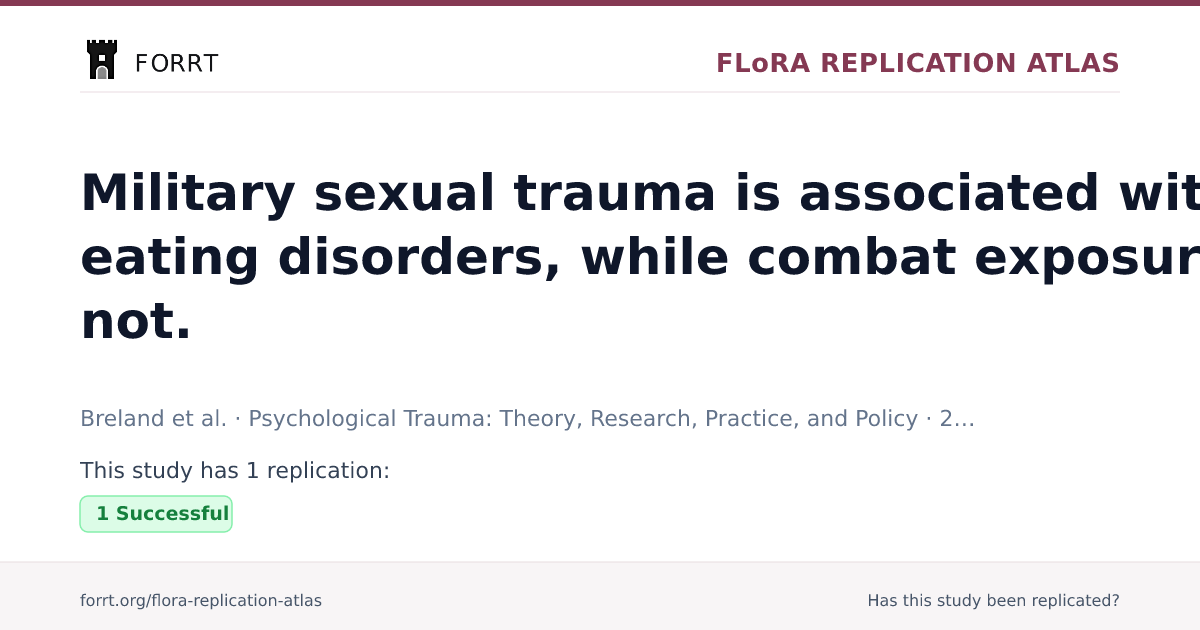 FORRT
FLoRA REPLICATION ATLAS
Military sexual trauma is associated wit
eating disorders, while combat exposur
not.
Breland et al. · Psychological Trauma: Theory, Research, Practice, and Policy · 2…
This study has 1 replication:
1 Successful
forrt.org/flora-replication-atlas
Has this study been replicated?